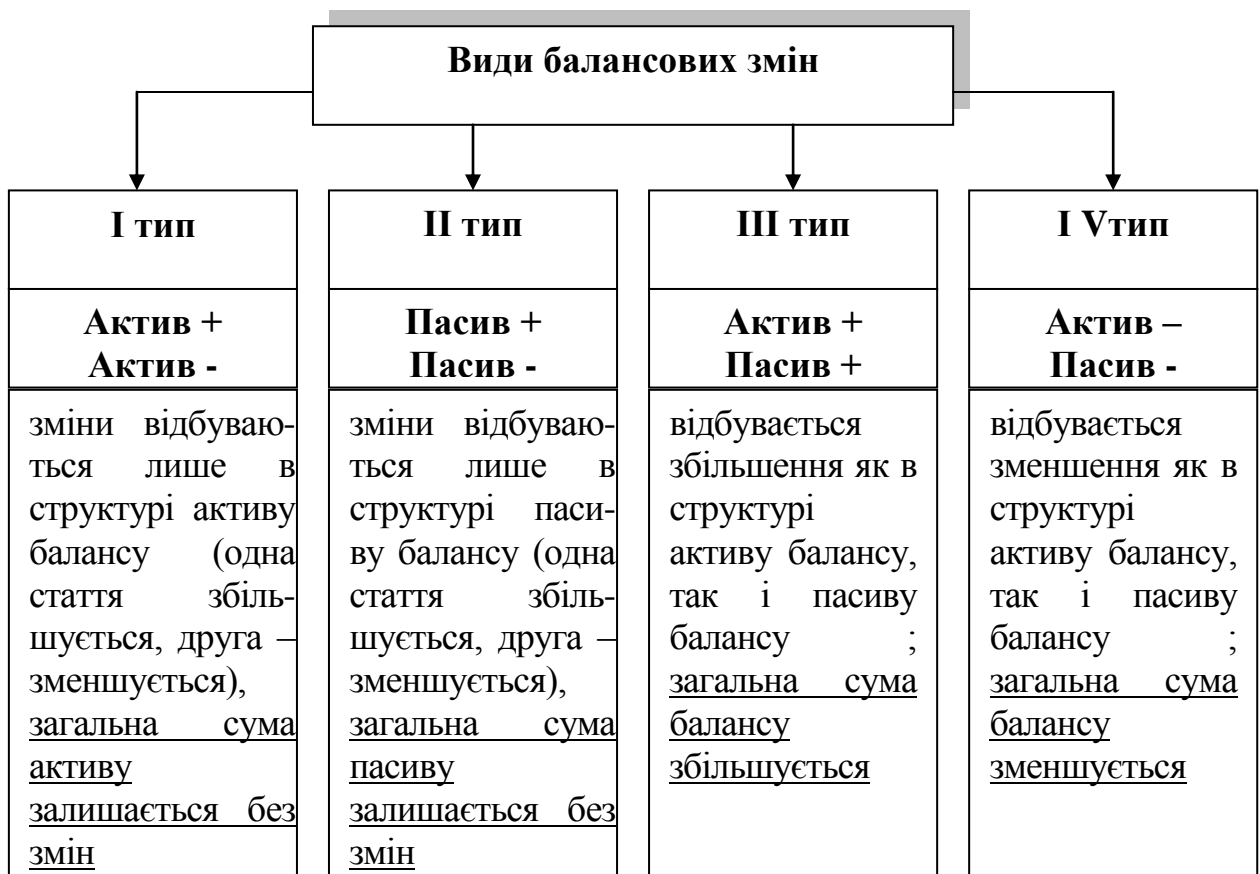 Види балансових змін
I тип
Актив +
Актив -
зміни відбуваю-
ться лише в
структурі активу
балансу (одна
стаття збіль-
шується, друга –
зменшується),
загальна сума
активу
залишається без
змін
II тип
Пасив +
Пасив -
зміни відбуваю-
ться лише в
структурі паси-
ву балансу (одна
стаття збіль-
шується, друга –
зменшується),
загальна сума
пасиву
залишається без
змін
III тип
Актив +
Пасив +
відбувається
збільшення як в
структурі
активу балансу,
так і пасиву
балансу ;
загальна сума
балансу
збільшується
I Vтип
Актив –
Пасив -
відбувається
зменшення як в
структурі
активу балансу,
так і пасиву
балансу ;
загальна сума
балансу
зменшується